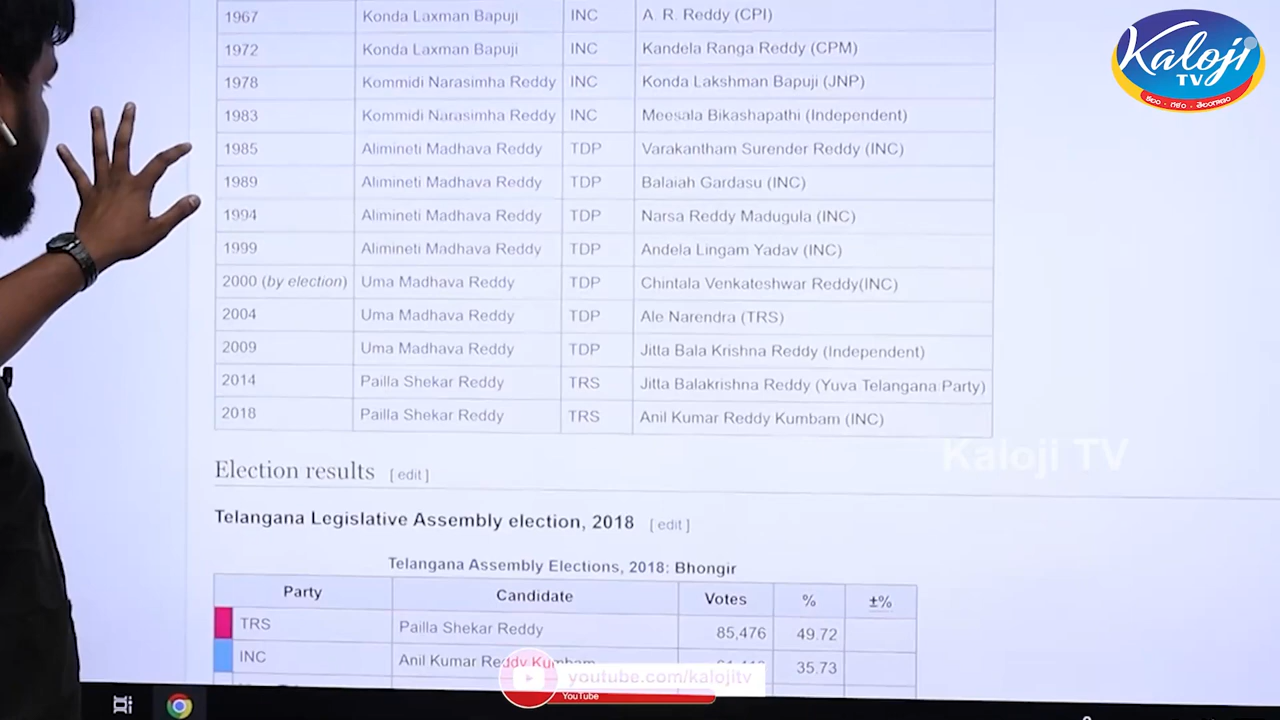 Kaloji
TV
1967 Konda Laxman Bapuji INC A. R. Reddy (CPI)
1972 Konda Laxman Bapuji INC Kandela Ranga Reddy (CPM)
1978 Kommidi Narasimha Reddy INC Konda Lakshman Bapuji (JNP)
1983 Kommidi Reddy INC Meesala Bikashapathi (Independent)
1985 Alimineti Madhava Reddy TDP Varakantham Surender Reddy (INC)
1989 Alimineti Madhava Reddy TDP Balaiah Gardasu (INC)
1994 Alimineti Madhava Reddy TDP Narsa Reddy Madugula (INC)
1999 Alimineti Madhava Reddy TDP Andela Lingam Yadav (INC)
2000 (by election) Uma Madhava Reddy TDP Chintala Venkateshwar Reddy(INC)
2004 Uma Madhava Reddy TDP Ale Narendra (TRS)
2009 Uma Madhava Reddy TDP Jitta Bala Krishna Reddy (Independent)
2014 Pailla Shekar Reddy TRS Jitta Balakrishna Reddy (Yuva Telangana Party)
2018 Pailla Shekar Reddy TRS Anil Kumar Reddy Kumbam (INC)
Kaloji TV
Election results [ edit ]
Telangana Legislative Assembly election, 2018 [ edit ]
Telangana Assembly Elections, 2018: Bhongir
Party Candidate Votes % ±%
TRS Pailla Shekar Reddy 85,476 49.72
INC Anil Kumar Reddy Kumbam 35.73
youtube.com/kalojitv
YouTube